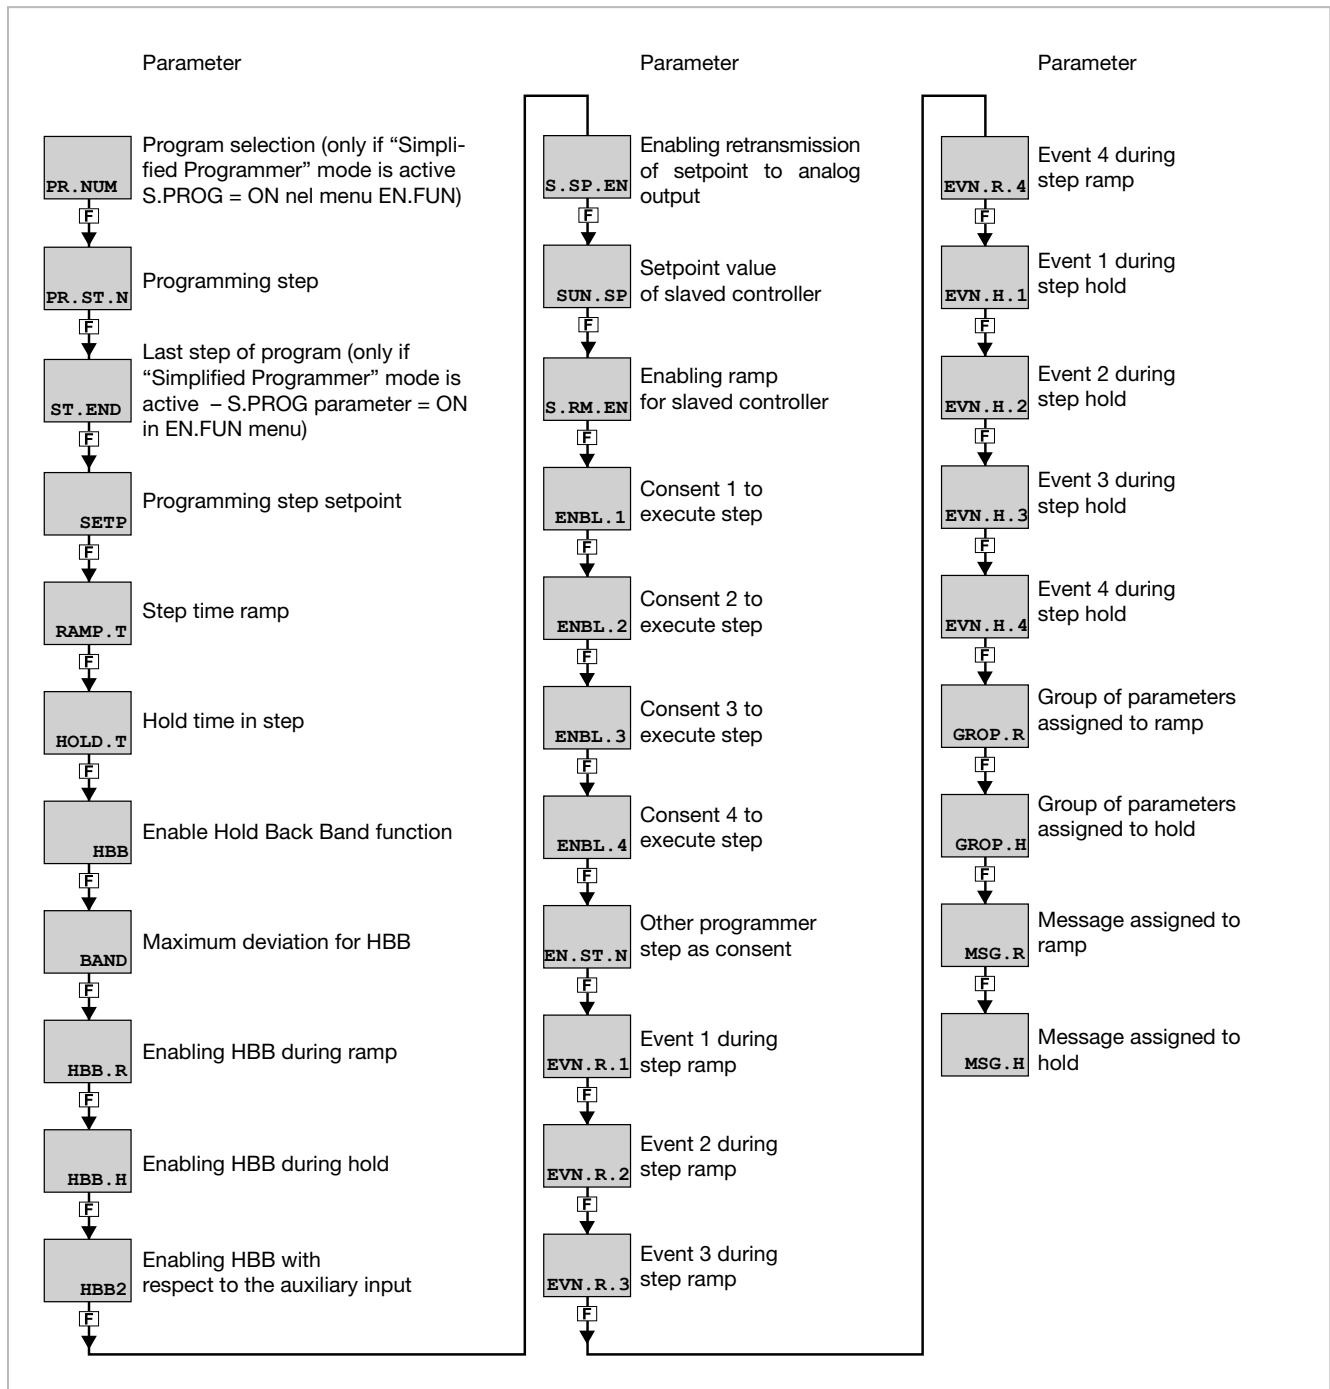 Parameter
PR.NUM
Program selection (only if “Simpli-
fied Programmer” mode is active
S.PROG = ON nel menu EN.FUN)
F
PR.ST.N
Programming step
F
ST.END
Last step of program (only if
“Simplified Programmer” mode is
active – S.PROG parameter = ON
in EN.FUN menu)
F
SETP
Programming step setpoint
F
RAMP.T
Step time ramp
F
HOLD.T
Hold time in step
F
HBB
Enable Hold Back Band function
F
BAND
Maximum deviation for HBB
F
HBB.R
Enabling HBB during ramp
F
HBB.H
Enabling HBB during hold
F
HBB2
Enabling HBB with
respect to the auxiliary input
F
Parameter
S.SP.EN
Enabling retransmission
of setpoint to analog
output
F
SUN.SP
Setpoint value
of slaved controller
F
S.RM.EN
Enabling ramp
for slaved controller
F
ENBL.1
Consent 1 to
execute step
F
ENBL.2
Consent 2 to
execute step
F
ENBL.3
Consent 3 to
execute step
F
ENBL.4
Consent 4 to
execute step
F
EN.ST.N
Other programmer
step as consent
F
EVN.R.1
Event 1 during
step ramp
F
EVN.R.2
Event 2 during
step ramp
F
EVN.R.3
Event 3 during
step ramp
F
Parameter
EVN.R.4
Event 4 during
step ramp
F
EVN.H.1
Event 1 during
step hold
F
EVN.H.2
Event 2 during
step hold
F
EVN.H.3
Event 3 during
step hold
F
EVN.H.4
Event 4 during
step hold
F
GROP.R
Group of parameters
assigned to ramp
F
GROP.H
Group of parameters
assigned to hold
F
MSG.R
Message assigned to
ramp
F
MSG.H
Message assigned to
hold